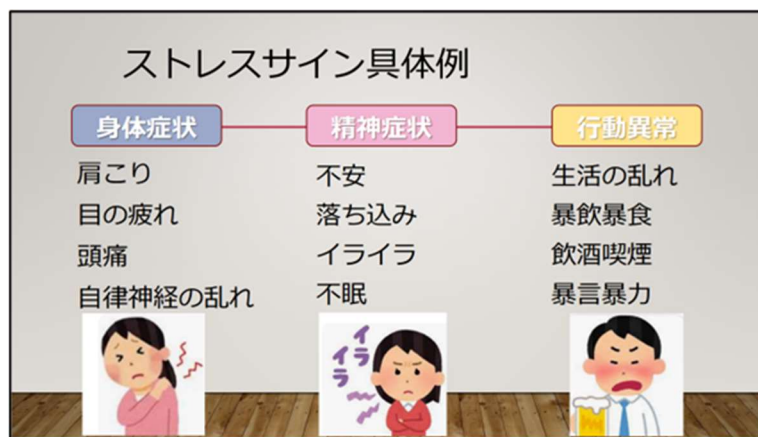 ストレスサイン具体例
身体症状
肩こり
目の疲れ
頭痛
自律神経の乱れ
精神症状
不安
落ち込み
イライラ
不眠
イライラ
行動異常
生活の乱れ
暴飲暴食
飲酒喫煙
暴言暴力